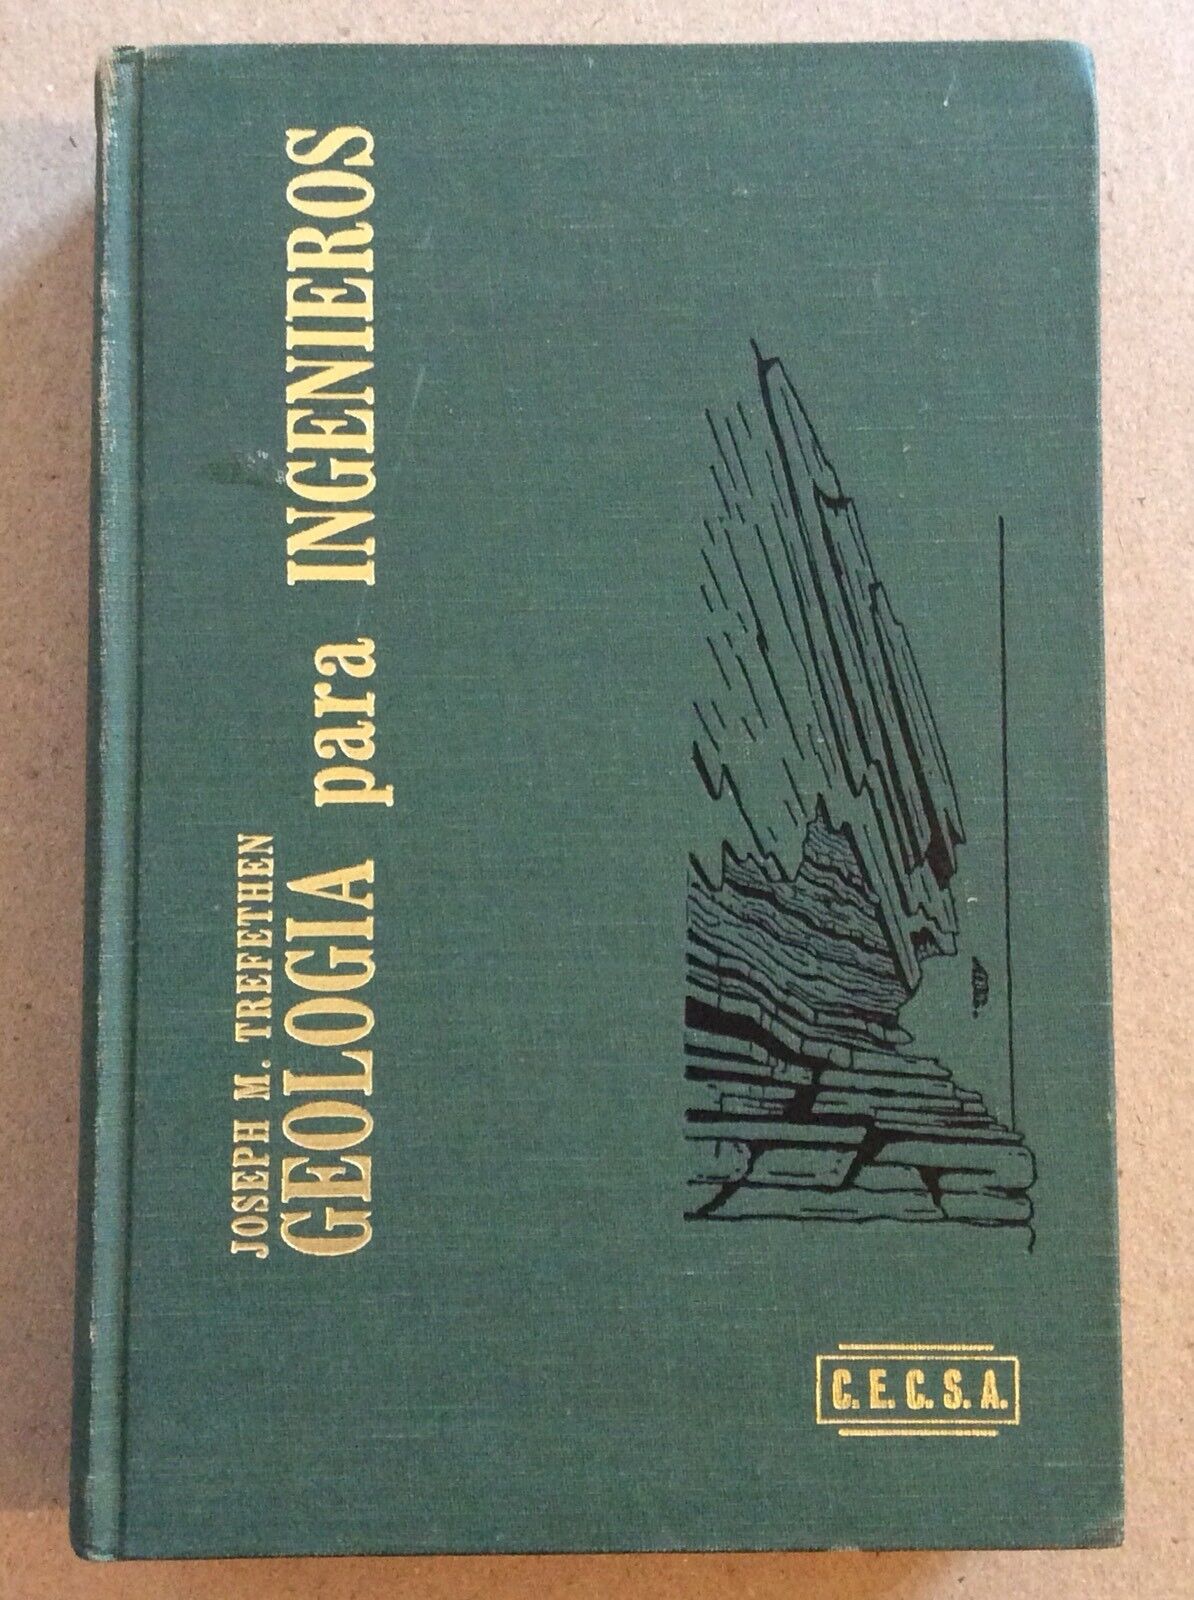 JOSEPH M. TREFETHEN
GEOLOGIA para INGENIEROS
C. E. C. S. A.